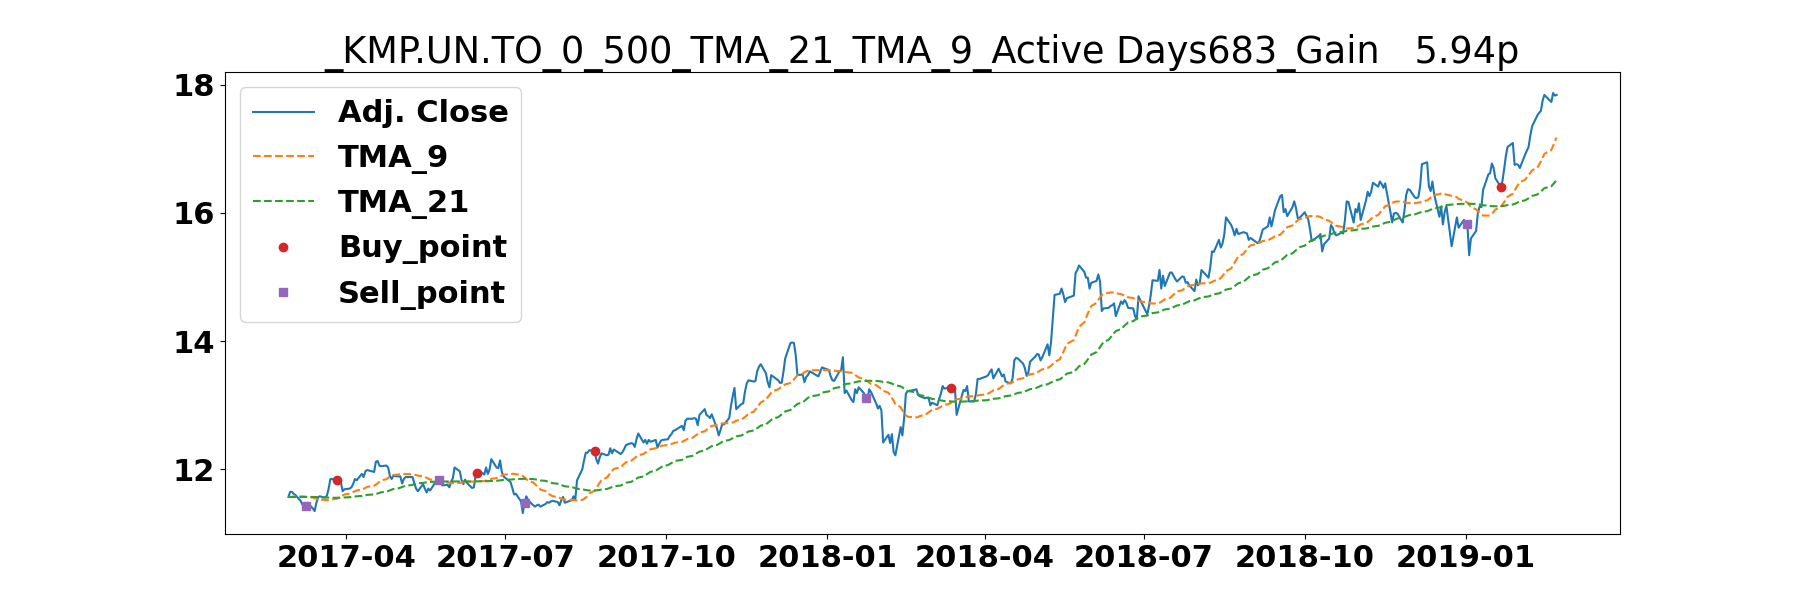 _KMP.UN.TO_0_500_TMA_21_TMA_9_Active Days683_Gain   5.94p
18
16
14
12
Adj. Close
TMA_9
TMA_21
Buy_point
Sell_point
2017-04 2017-07 2017-10 2018-01 2018-04 2018-07 2018-10 2019-01